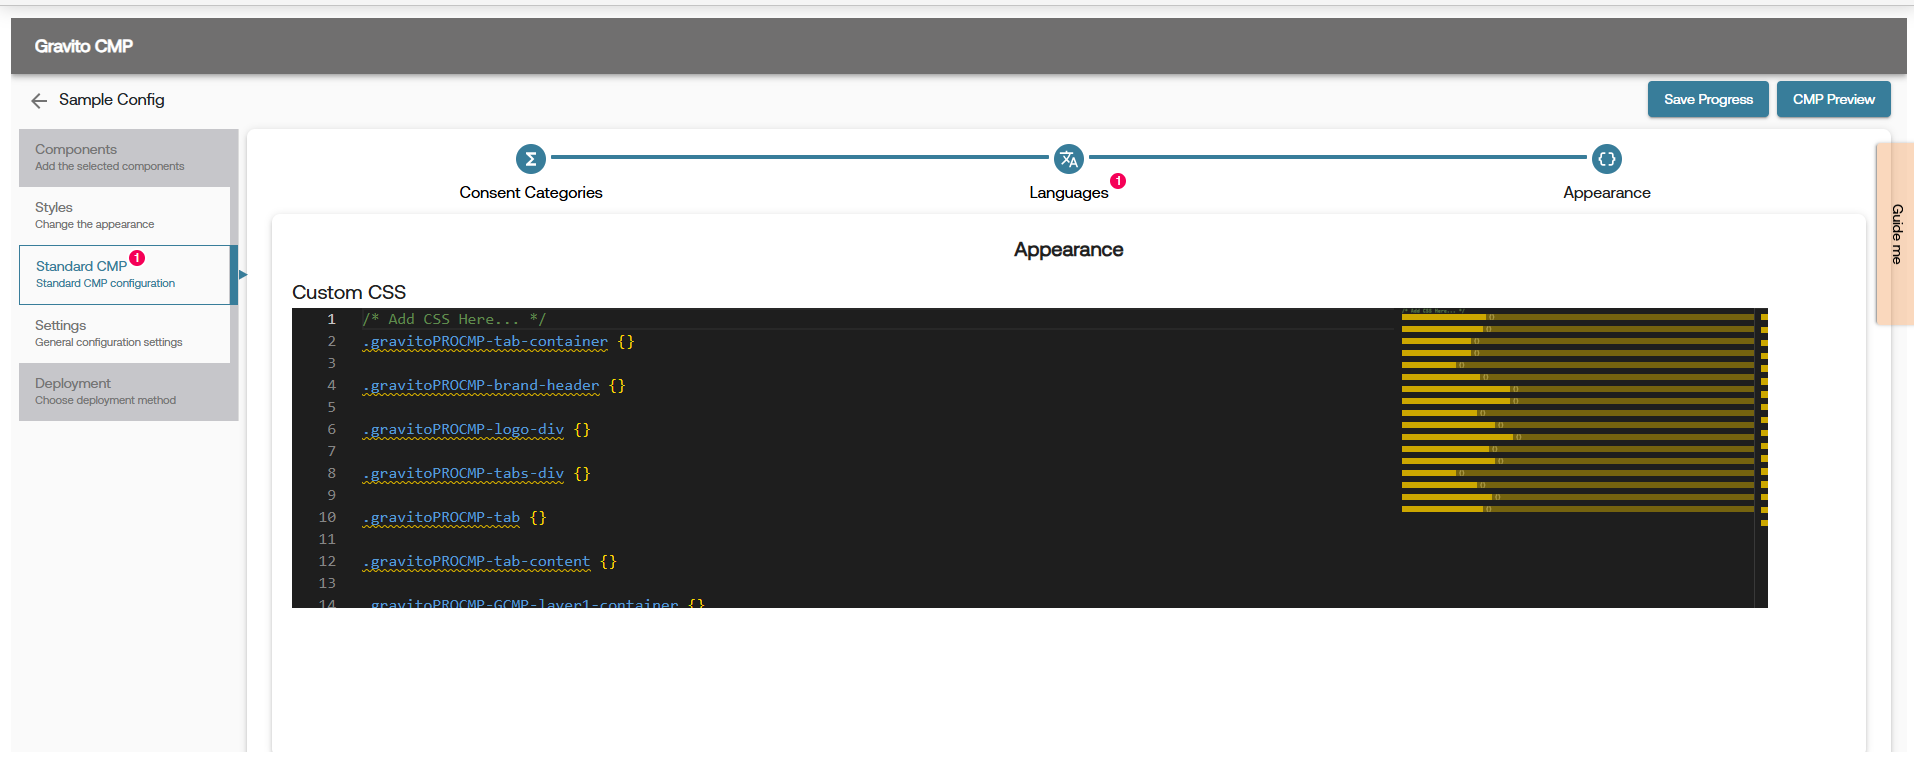 Gravito CMP
Sample Config
Save Progress
CMP Preview
Components
Add the selected components
Styles
Change the appearance
Standard CMP 1
Standard CMP configuration
Settings
General configuration settings
Deployment
Choose deployment method
Consent Categories
Languages 1
Appearance
Guide me
Appearance
Custom CSS
1 /* Add CSS Here... */
2 .gravitoPROCMP-tab-container {}
3
4 .gravitoPROCMP-brand-header {}
5
6 .gravitoPROCMP-logo-div {}
7
8 .gravitoPROCMP-tabs-div {}
9
10 .gravitoPROCMP-tab {}
11
12 .gravitoPROCMP-tab-content {}
13
14 .gravitoPROCMP-GCMP-layer1-container {}